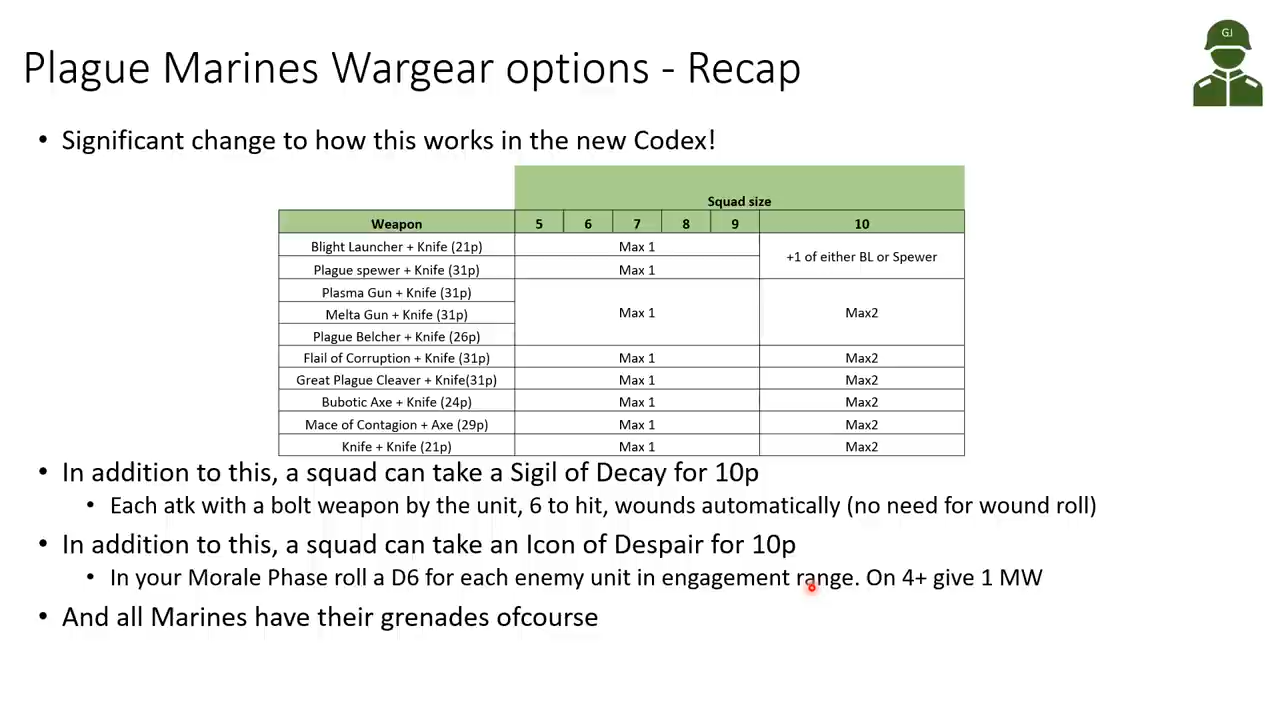 GJ
Plague Marines Wargear options - Recap
• Significant change to how this works in the new Codex!
Squad size
Weapon 5 6 7 8 9 10
Blight Launcher + Knife (21p) Max 1 +1 of either BL or Spewer
Plague spewer + Knife (31p) Max 1
Plasma Gun + Knife (31p)
Melta Gun + Knife (31p) Max 1 Max2
Plague Belcher + Knife (26p)
Flail of Corruption + Knife (31p) Max 1 Max2
Great Plague Cleaver + Knife(31p) Max 1 Max2
Bubotic Axe + Knife (24p) Max 1 Max2
Mace of Contagion + Axe (29p) Max 1 Max2
Knife + Knife (21p) Max 1 Max2
• In addition to this, a squad can take a Sigil of Decay for 10p
• Each atk with a bolt weapon by the unit, 6 to hit, wounds automatically (no need for wound roll)
• In addition to this, a squad can take an Icon of Despair for 10p
• In your Morale Phase roll a D6 for each enemy unit in engagement range. On 4+ give 1 MW
• And all Marines have their grenades ofcourse